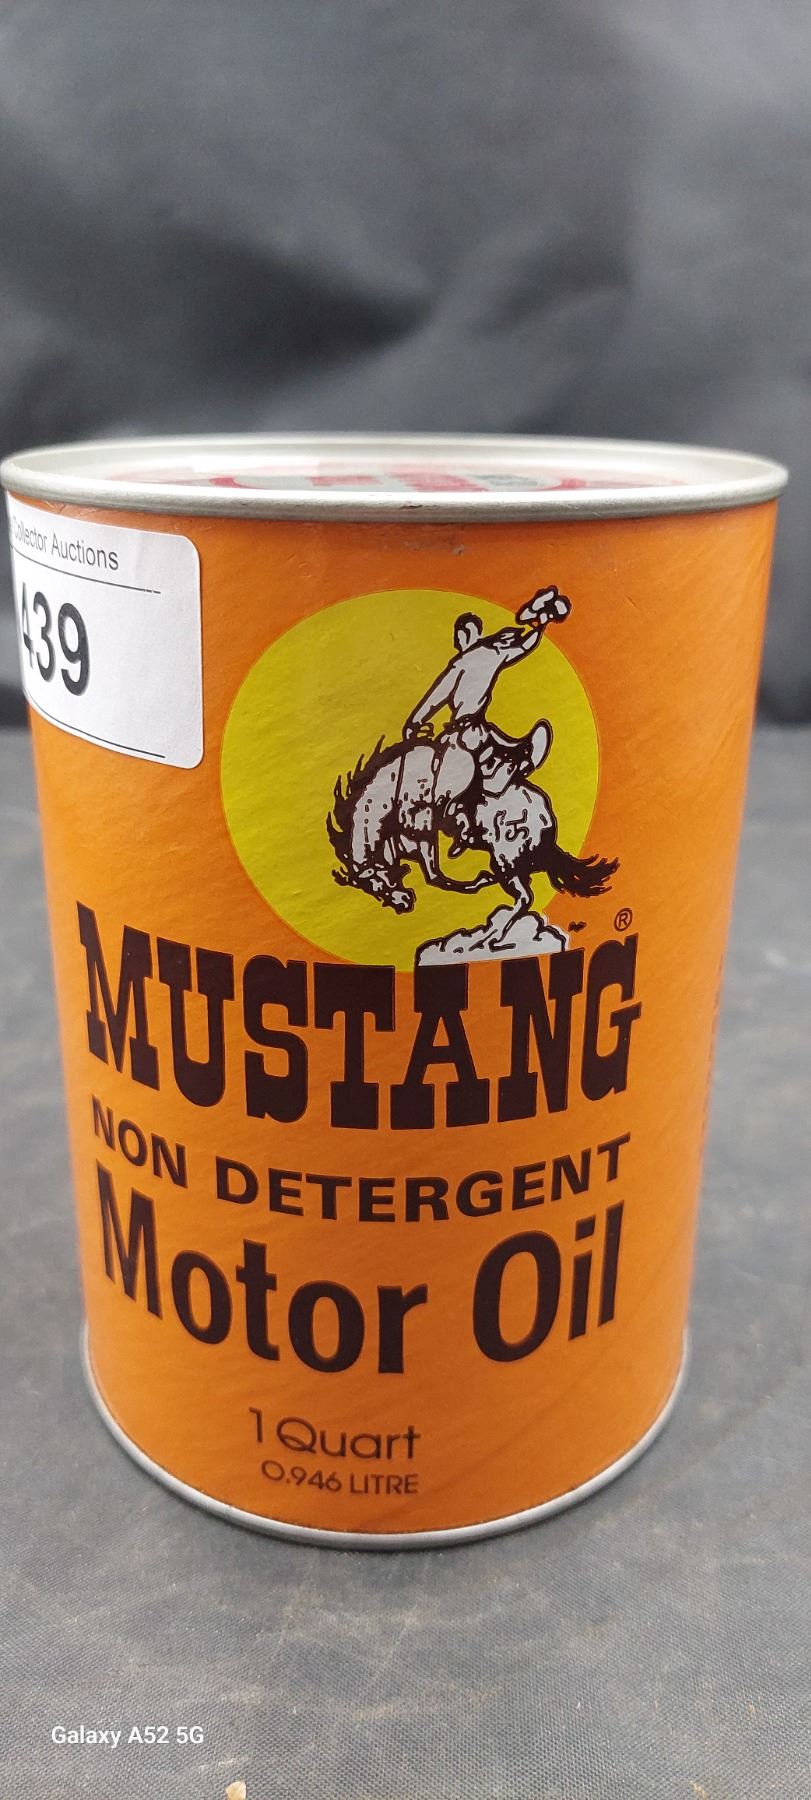 Collector Auctions
439
MUSTANG®
NON DETERGENT
Motor Oil
1 Quart
0.946 LITRE
Galaxy A52 5G